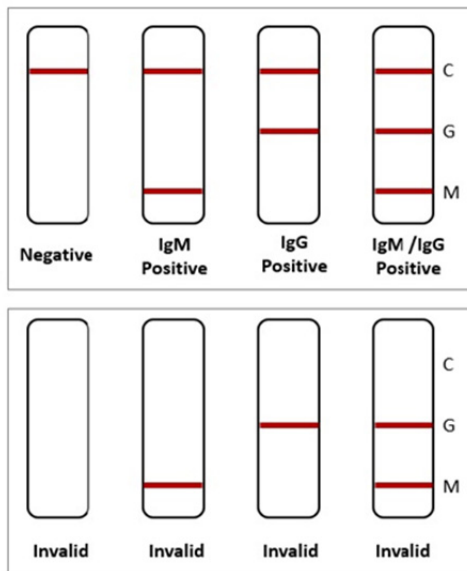 C
G
M
Negative
IgM
Positive
IgG
Positive
IgM /IgG
Positive
C
G
M
Invalid
Invalid
Invalid
Invalid